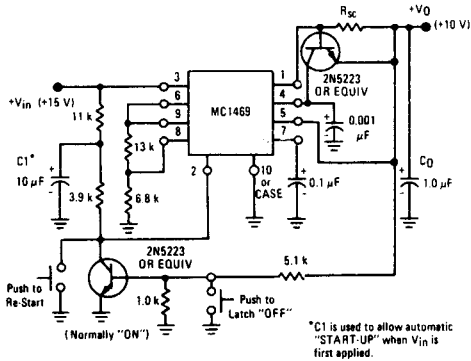 RSC
+VO
(+10 V)
2N5223
OR EQUIV
+Vin (+15 V)
3
6
9
8
MC1469
1
4
5
7
2
10
or
CASE
11 k
13 k
6.8 k
C1*
10 µF
3.9 k
0.001
µF
0.1 µF
CO
1.0 µF
2N5223
OR EQUIV
5.1 k
Push to
Re-Start
1.0 k
Push to
Latch "OFF"
(Normally "ON")
*C1 is used to allow automatic
"START-UP" when Vin is
first applied.